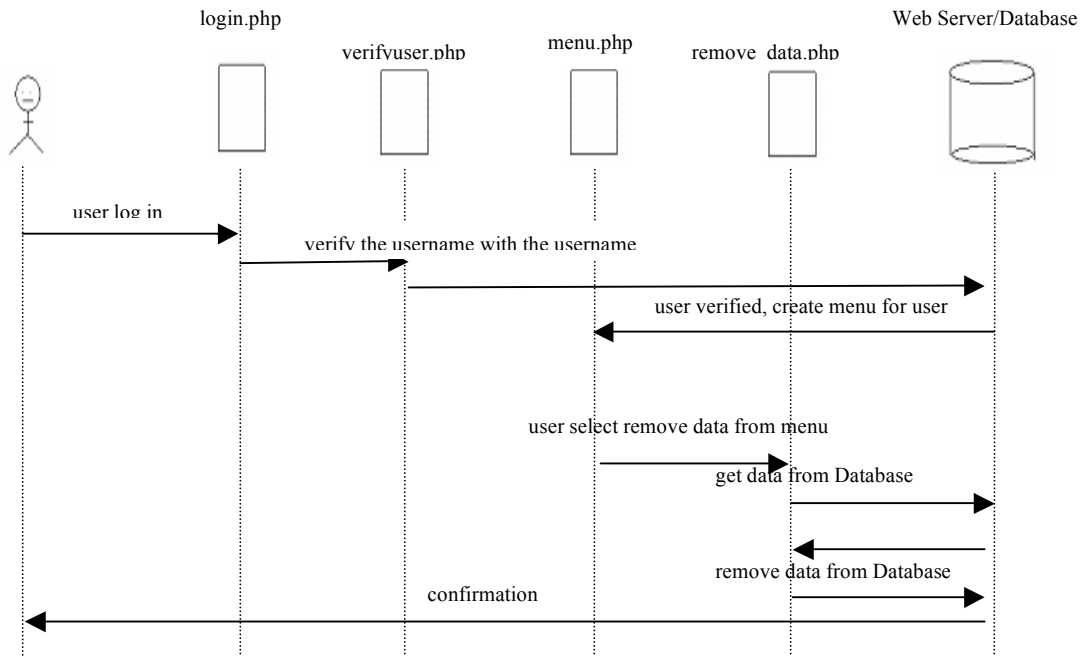 login.php
Web Server/Database
verifyuser.php
menu.php
remove_data.php
user log in
verify the username with the username
user verified, create menu for user
user select remove data from menu
get data from Database
remove data from Database
confirmation